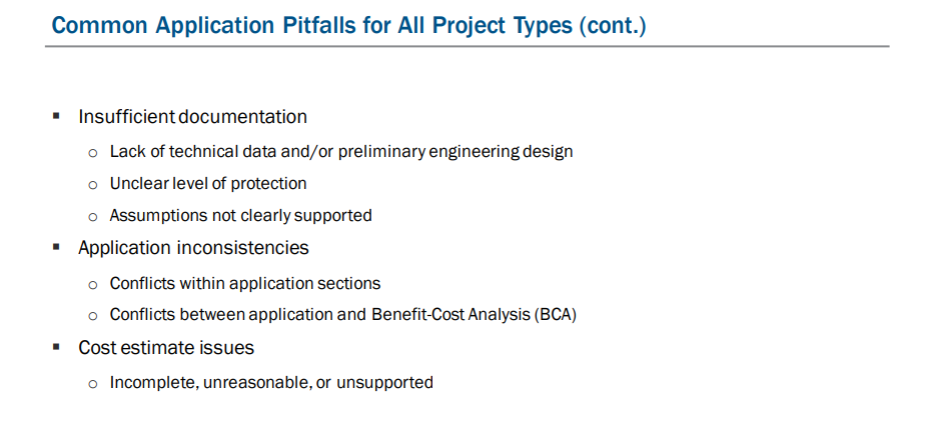 Common Application Pitfalls for All Project Types (cont.)
▪ Insufficient documentation
○ Lack of technical data and/or preliminary engineering design
○ Unclear level of protection
○ Assumptions not clearly supported
▪ Application inconsistencies
○ Conflicts within application sections
○ Conflicts between application and Benefit-Cost Analysis (BCA)
▪ Cost estimate issues
○ Incomplete, unreasonable, or unsupported